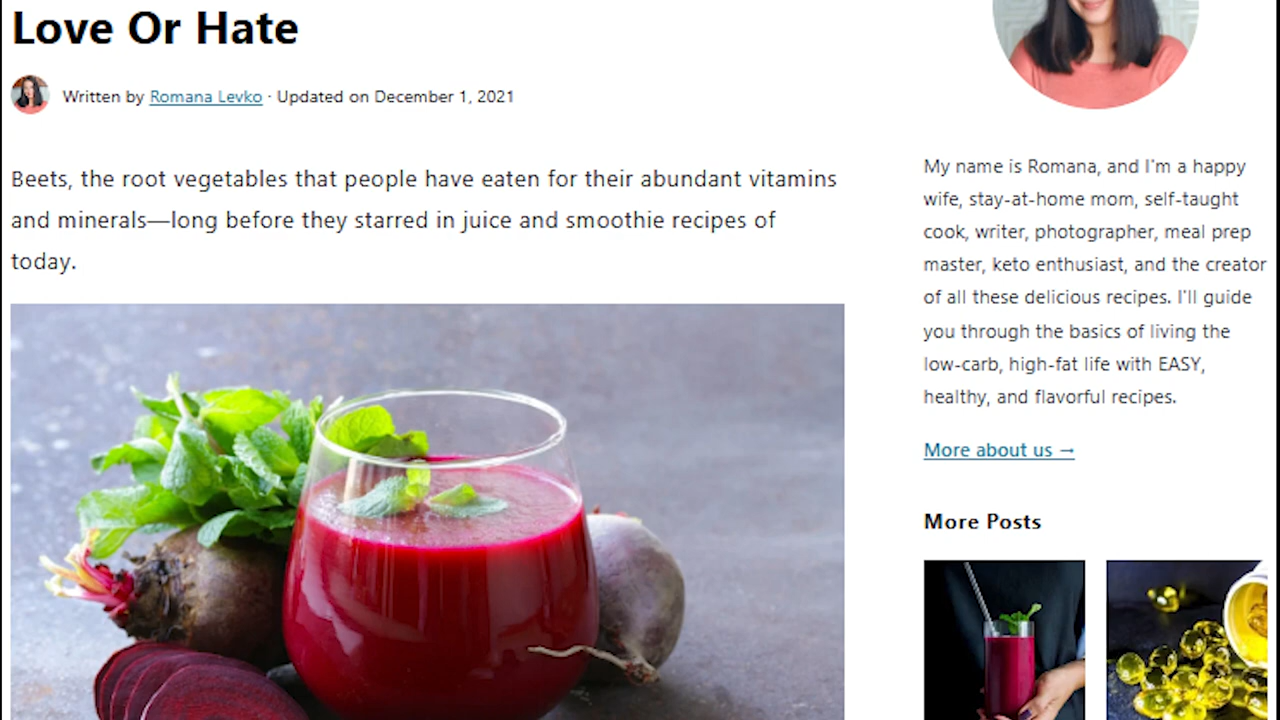 Love Or Hate
Written by Romana Levko · Updated on December 1, 2021
Beets, the root vegetables that people have eaten for their abundant vitamins
and minerals—long before they starred in juice and smoothie recipes of
today.
My name is Romana, and I'm a happy
wife, stay-at-home mom, self-taught
cook, writer, photographer, meal prep
master, keto enthusiast, and the creator
of all these delicious recipes. I'll guide
you through the basics of living the
low-carb, high-fat life with EASY,
healthy, and flavorful recipes.
More about us →
More Posts